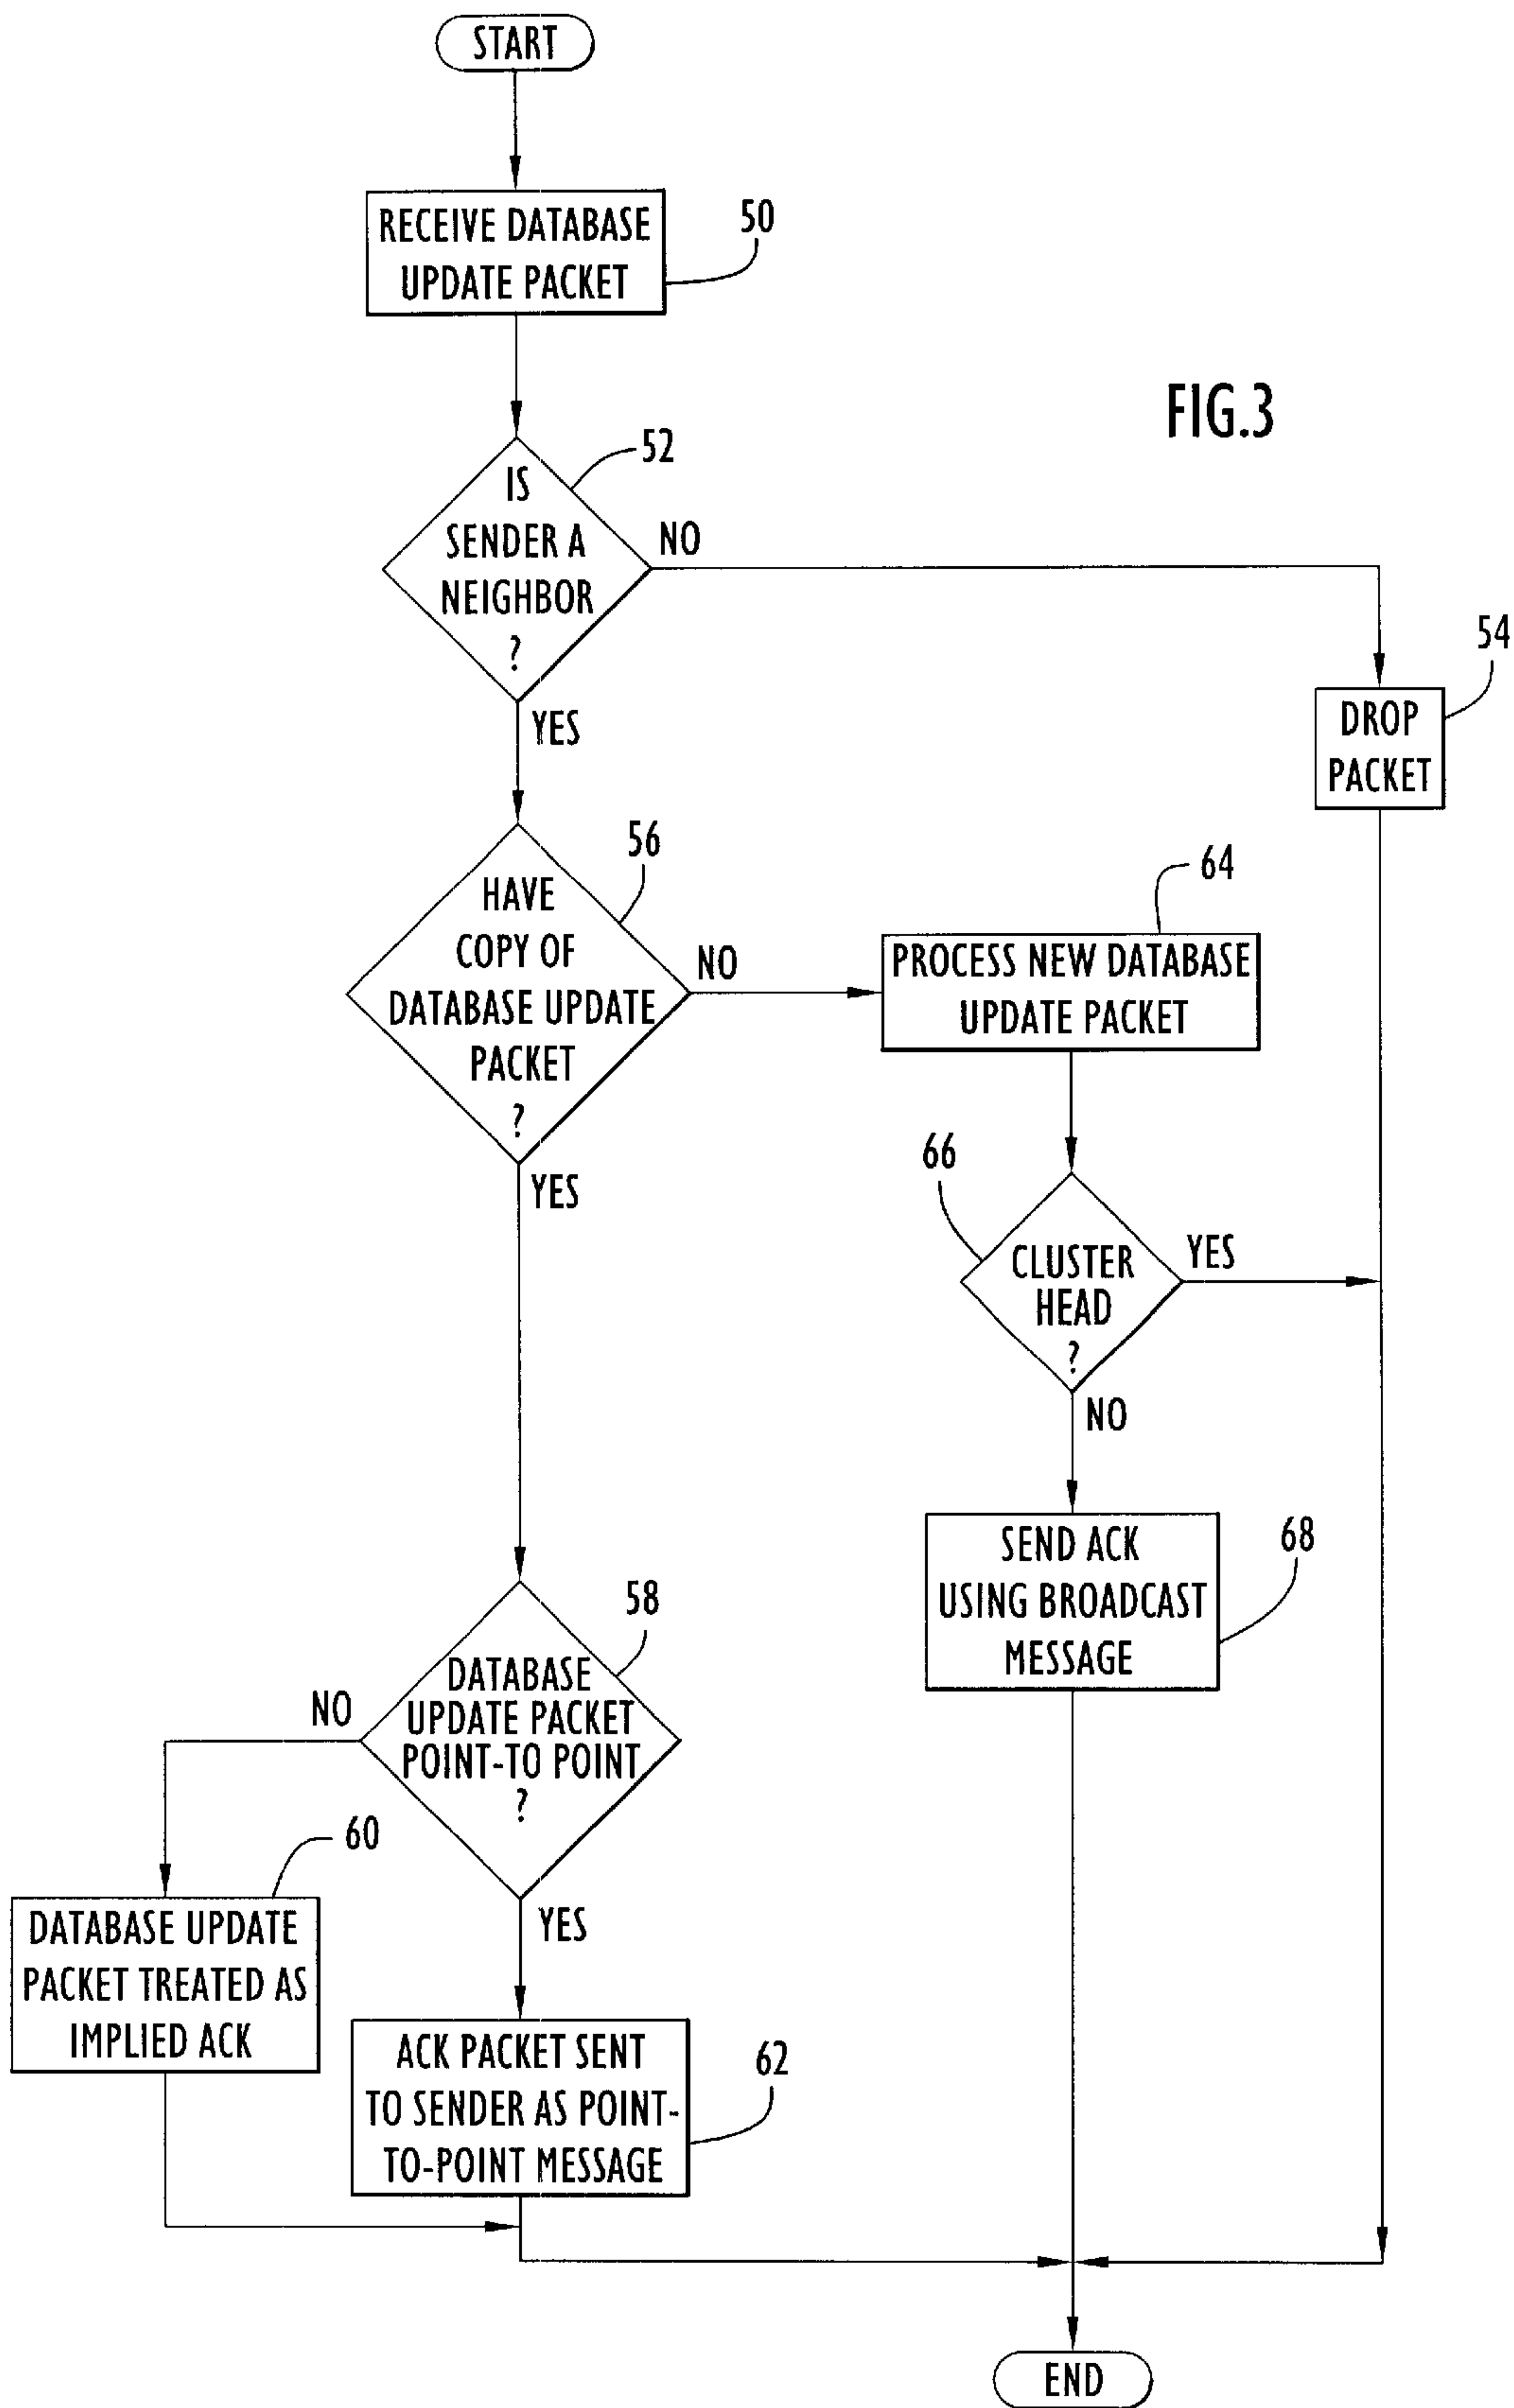 START
RECEIVE DATABASE
UPDATE PACKET
50
FIG.3
52
IS
SENDER A
NEIGHBOR
?
NO
YES
54
DROP
PACKET
56
HAVE
COPY OF
DATABASE UPDATE
PACKET
?
NO
YES
64
PROCESS NEW DATABASE
UPDATE PACKET
66
CLUSTER
HEAD
?
YES
NO
68
SEND ACK
USING BROADCAST
MESSAGE
58
DATABASE
UPDATE PACKET
POINT-TO POINT
?
NO
YES
60
DATABASE UPDATE
PACKET TREATED AS
IMPLIED ACK
62
ACK PACKET SENT
TO SENDER AS POINT-
TO-POINT MESSAGE
END